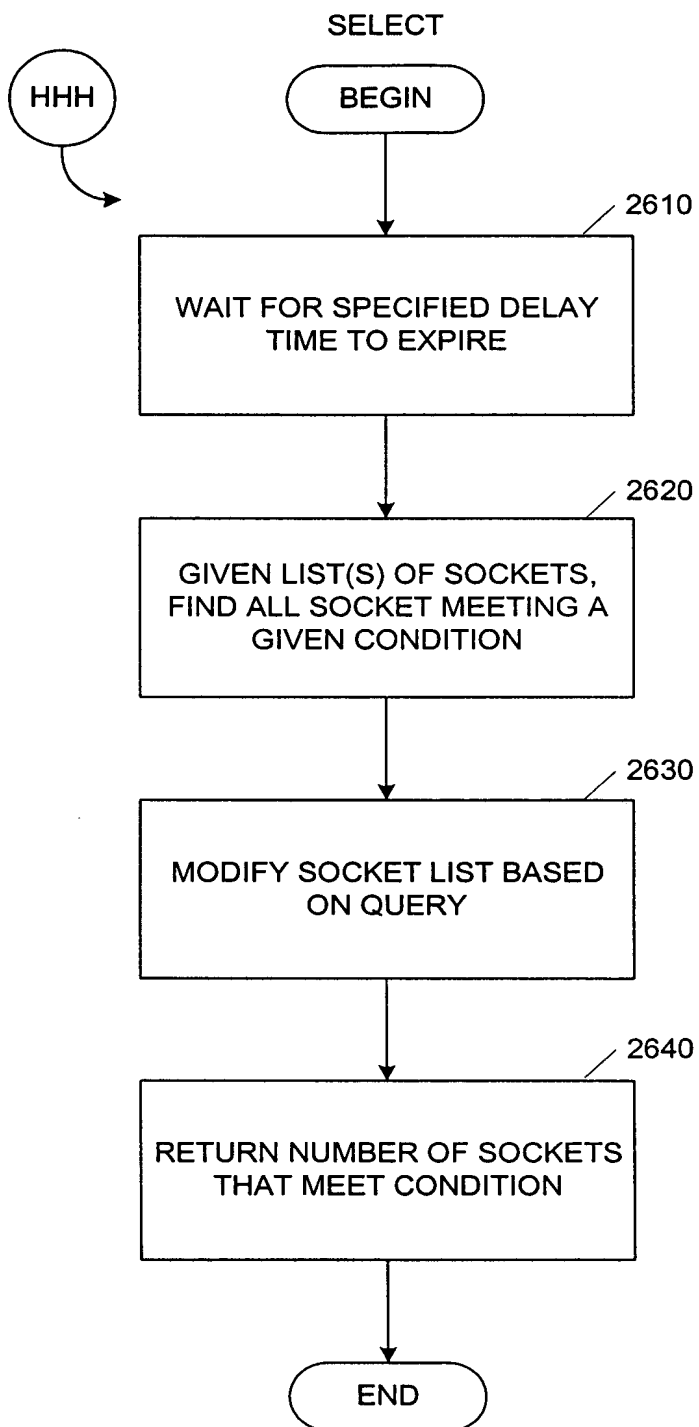 SELECT
HHH
BEGIN
2610
WAIT FOR SPECIFIED DELAY
TIME TO EXPIRE
2620
GIVEN LIST(S) OF SOCKETS,
FIND ALL SOCKET MEETING A
GIVEN CONDITION
2630
MODIFY SOCKET LIST BASED
ON QUERY
2640
RETURN NUMBER OF SOCKETS
THAT MEET CONDITION
END